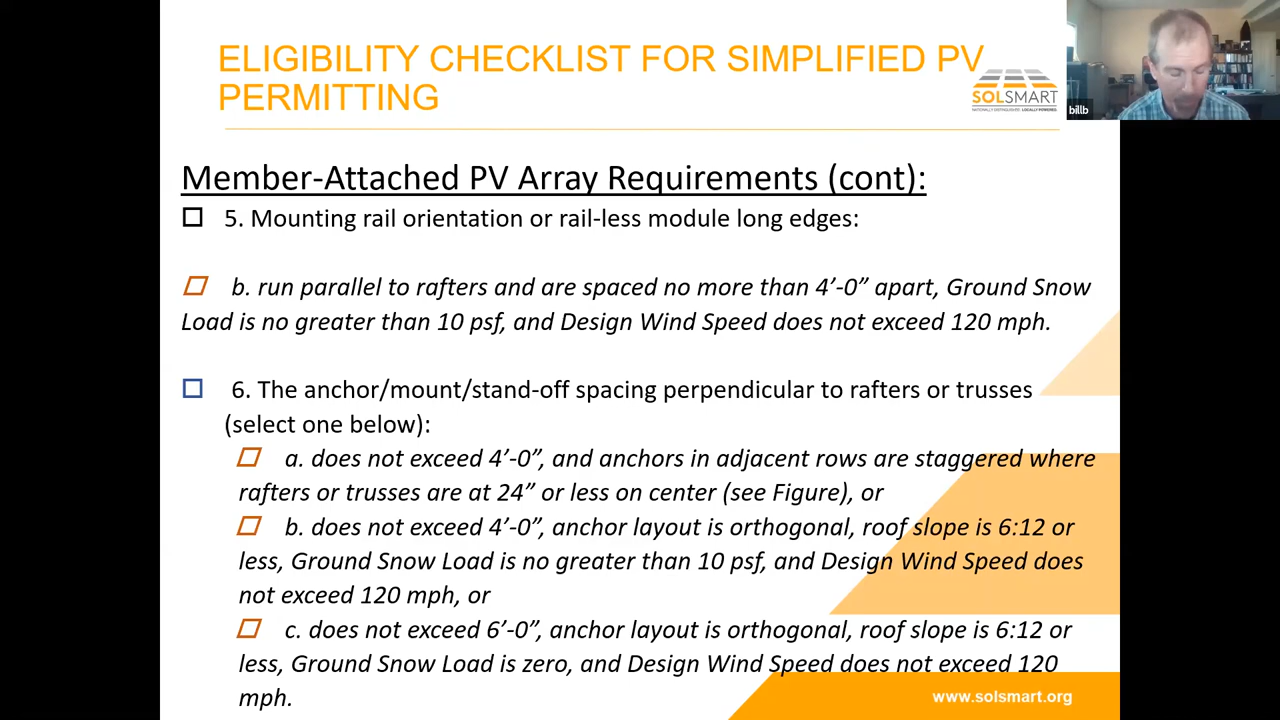 ELIGIBILITY CHECKLIST FOR SIMPLIFIED PV
PERMITTING
SOLSMART
NATIONALLY DISTINGUISHED. LOCALLY POWERED.
billb
Member-Attached PV Array Requirements (cont):
5. Mounting rail orientation or rail-less module long edges:
b. run parallel to rafters and are spaced no more than 4’-0” apart, Ground Snow
Load is no greater than 10 psf, and Design Wind Speed does not exceed 120 mph.
6. The anchor/mount/stand-off spacing perpendicular to rafters or trusses
(select one below):
a. does not exceed 4’-0”, and anchors in adjacent rows are staggered where
rafters or trusses are at 24” or less on center (see Figure), or
b. does not exceed 4’-0”, anchor layout is orthogonal, roof slope is 6:12 or
less, Ground Snow Load is no greater than 10 psf, and Design Wind Speed does
not exceed 120 mph, or
c. does not exceed 6’-0”, anchor layout is orthogonal, roof slope is 6:12 or
less, Ground Snow Load is zero, and Design Wind Speed does not exceed 120
mph.
www.solsmart.org